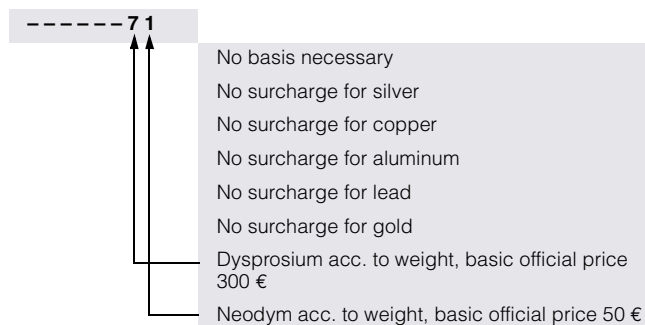 – – – – – – 7 1
No basis necessary
No surcharge for silver
No surcharge for copper
No surcharge for aluminum
No surcharge for lead
No surcharge for gold
Dysprosium acc. to weight, basic official price
300 €
Neodym acc. to weight, basic official price 50 €